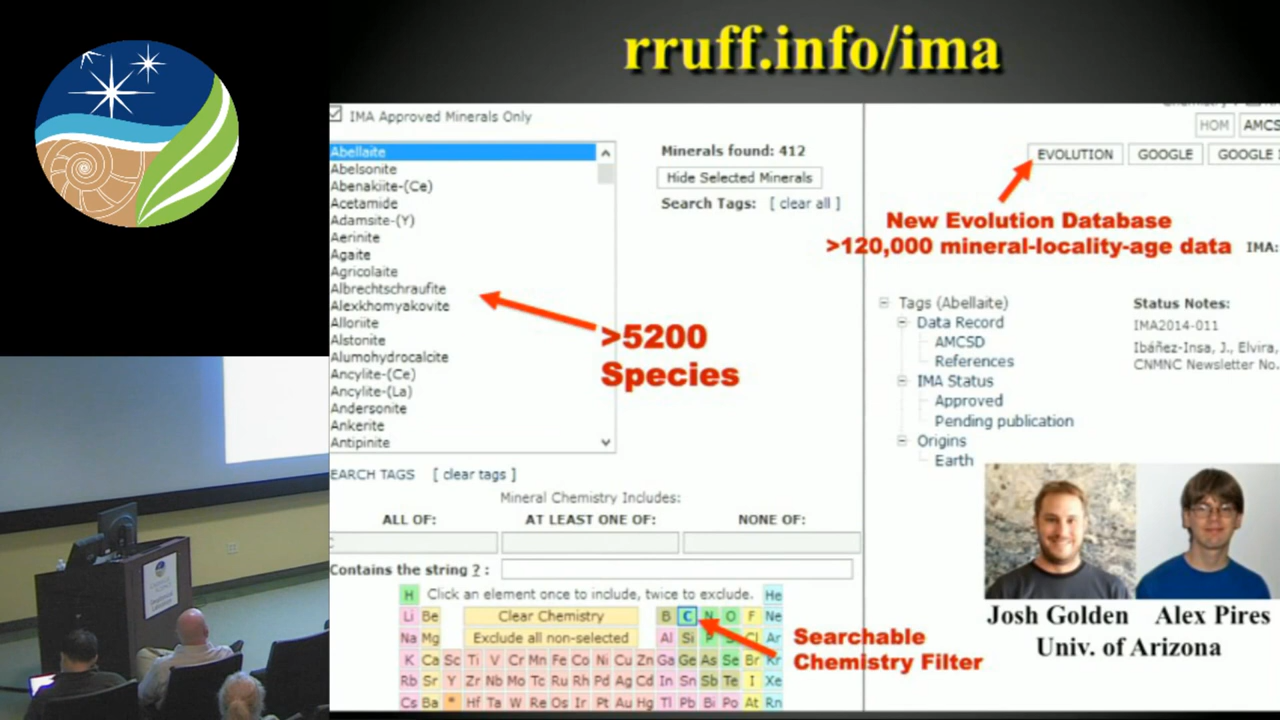 rruff.info/ima
IMA Approved Minerals Only
Abellaite
Abelsonite
Abenakiite-(Ce)
Acetamide
Adamsite-(Y)
Aerinite
Agaite
Agricolaite
Albrechtschraufite
Alexkhomyakovite
Alloriite
Alstonite
Alumohydrocalcite
Ancylite-(Ce)
Ancylite-(La)
Andersonite
Ankerite
Antipinite
Minerals found: 412
Hide Selected Minerals
Search Tags: [ clear all ]
>5200
Species
EARCH TAGS [ clear tags ]
Mineral Chemistry Includes:
ALL OF: AT LEAST ONE OF: NONE OF:
Contains the string ? :
H Click an element once to include, twice to exclude. He
Li Be Clear Chemistry B C N O F Ne
Na Mg Exclude all non-selected Al Si P Cl Ar
K Ca Sc Ti V Cr Mn Fe Co Ni Cu Zn Ga Ge As Se Br Kr
Rb Sr Y Zr Nb Mo Tc Ru Rh Pd Ag Cd In Sn Sb Te I Xe
Cs Ba * Hf Ta W Re Os Ir Pt Au Hg Tl Pb Bi Po At Rn
Searchable
Chemistry Filter
HOM AMCS
EVOLUTION GOOGLE GOOGLE I
New Evolution Database
>120,000 mineral-locality-age data
IMA:
Tags (Abellaite)
Data Record
AMCSD
References
IMA Status
Approved
Pending publication
Origins
Earth
Status Notes:
IMA2014-011
Ibáñez-Insa, J., Elvira,
CNMNC Newsletter No.
Josh Golden Alex Pires
Univ. of Arizona